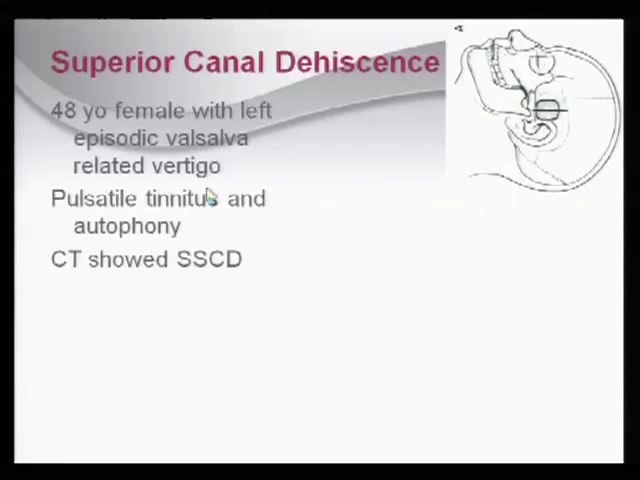 Superior Canal Dehiscence
48 yo female with left
episodic valsalva
related vertigo
Pulsatile tinnitus and
autophony
CT showed SSCD